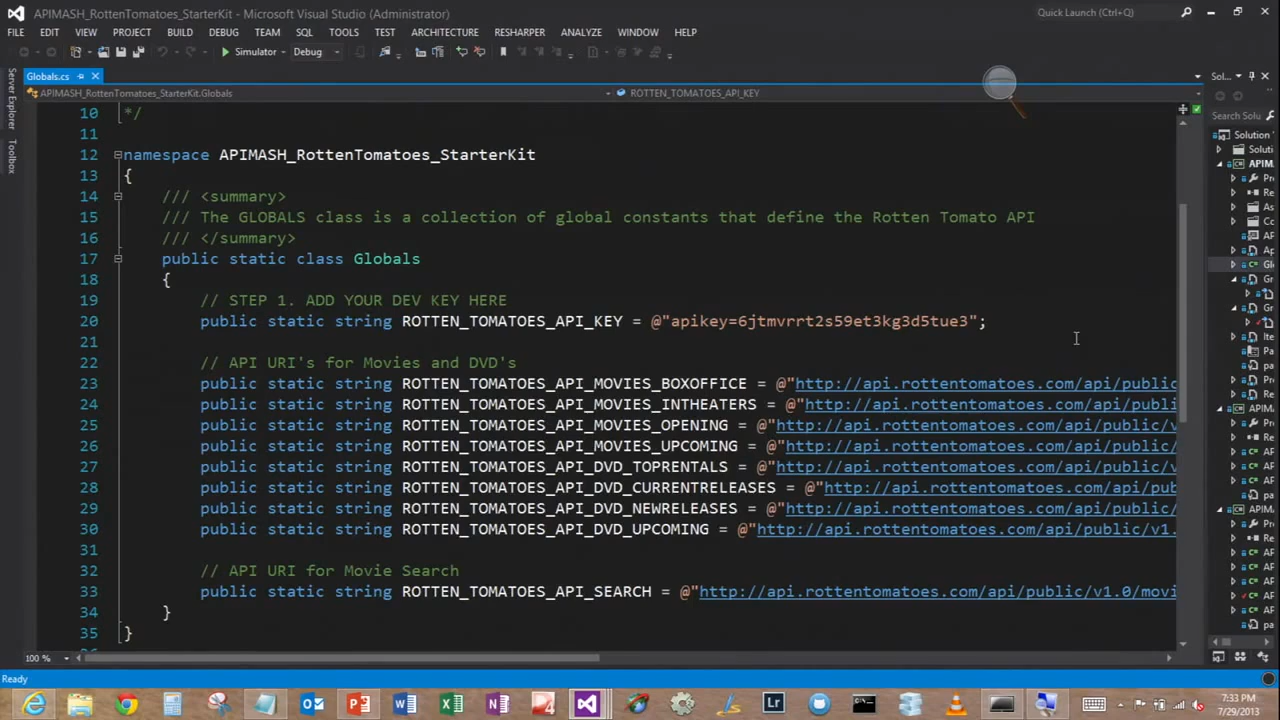 APIMASH_RottenTomatoes_StarterKit - Microsoft Visual Studio (Administrator)
Quick Launch (Ctrl+Q)
FILE EDIT VIEW PROJECT BUILD DEBUG TEAM SQL TOOLS TEST ARCHITECTURE RESHARPER ANALYZE WINDOW HELP
Simulator Debug
Server Explorer
Toolbox
Globals.cs
Sol...
APIMASH_RottenTomatoes_StarterKit.Globals
ROTTEN_TOMATOES_API_KEY
Search Solu
Solution
10 */
11
12 namespace APIMASH_RottenTomatoes_StarterKit
13 {
14 /// <summary>
15 /// The GLOBALS class is a collection of global constants that define the Rotten Tomato API
16 /// </summary>
17 public static class Globals
18 {
19 // STEP 1. ADD YOUR DEV KEY HERE
20 public static string ROTTEN_TOMATOES_API_KEY = @"apikey=6jtmvrrt2s59et3kg3d5tue3";
21
22 // API URI's for Movies and DVD's
23 public static string ROTTEN_TOMATOES_API_MOVIES_BOXOFFICE = @"http://api.rottentomatoes.com/api/public
24 public static string ROTTEN_TOMATOES_API_MOVIES_INTHEATERS = @"http://api.rottentomatoes.com/api/publi
25 public static string ROTTEN_TOMATOES_API_MOVIES_OPENING = @"http://api.rottentomatoes.com/api/public/v
26 public static string ROTTEN_TOMATOES_API_MOVIES_UPCOMING = @"http://api.rottentomatoes.com/api/public/
27 public static string ROTTEN_TOMATOES_API_DVD_TOPRENTALS = @"http://api.rottentomatoes.com/api/public/v
28 public static string ROTTEN_TOMATOES_API_DVD_CURRENTRELEASES = @"http://api.rottentomatoes.com/api/pub
29 public static string ROTTEN_TOMATOES_API_DVD_NEWRELEASES = @"http://api.rottentomatoes.com/api/public/
30 public static string ROTTEN_TOMATOES_API_DVD_UPCOMING = @"http://api.rottentomatoes.com/api/public/v1.
31
32 // API URI for Movie Search
33 public static string ROTTEN_TOMATOES_API_SEARCH = @"http://api.rottentomatoes.com/api/public/v1.0/movi
34 }
35 }
100 %
Ready
7:33 PM
7/29/2013